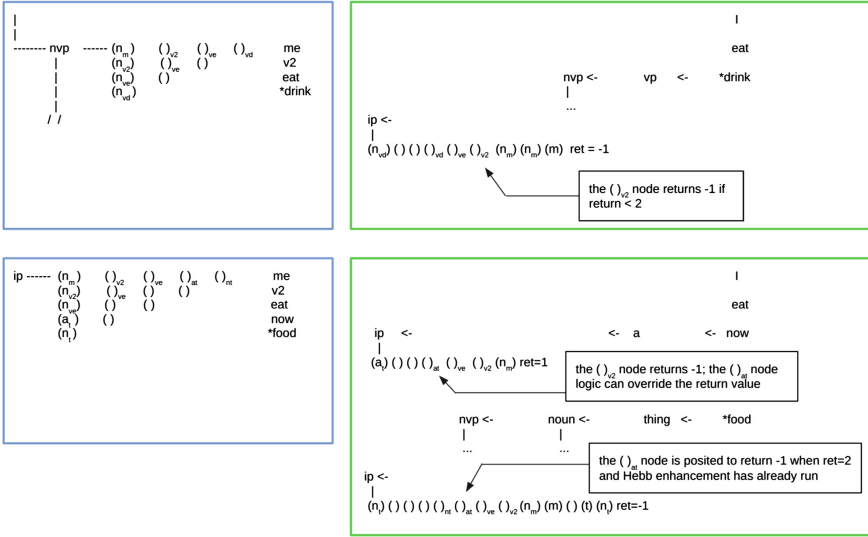 nvp (n_m) ( )_v2 ( )_ve ( )_vd me
(n_v2) ( )_ve ( ) v2
(n_ve) ( ) eat
(n_vd) *drink
/ /
I
eat
nvp <- vp <- *drink
...
ip <-
(n_vd) ( ) ( ) ( )_vd ( )_ve ( )_v2 (n_m) (n_m) (m) ret = -1
the ( )_v2 node returns -1 if
return < 2
ip ------ (n_m) ( )_v2 ( )_ve ( )_at ( )_nt me
(n_v2) ( )_ve ( ) ( ) v2
(n_ve) ( ) ( ) eat
(a_t) ( ) now
(n_t) *food
I
eat
ip <- <- a <- now
(a_t) ( ) ( ) ( )_at ( )_ve ( )_v2 (n_m) ret=1
the ( )_v2 node returns -1; the ( )_at node
logic can override the return value
nvp <- noun <- thing <- *food
... ...
the ( )_at node is posited to return -1 when ret=2
and Hebb enhancement has already run
ip <-
(n_t) ( ) ( ) ( ) ( )_nt ( )_at ( )_ve ( )_v2 (n_m) (m) ( ) (t) (n_t) ret=-1